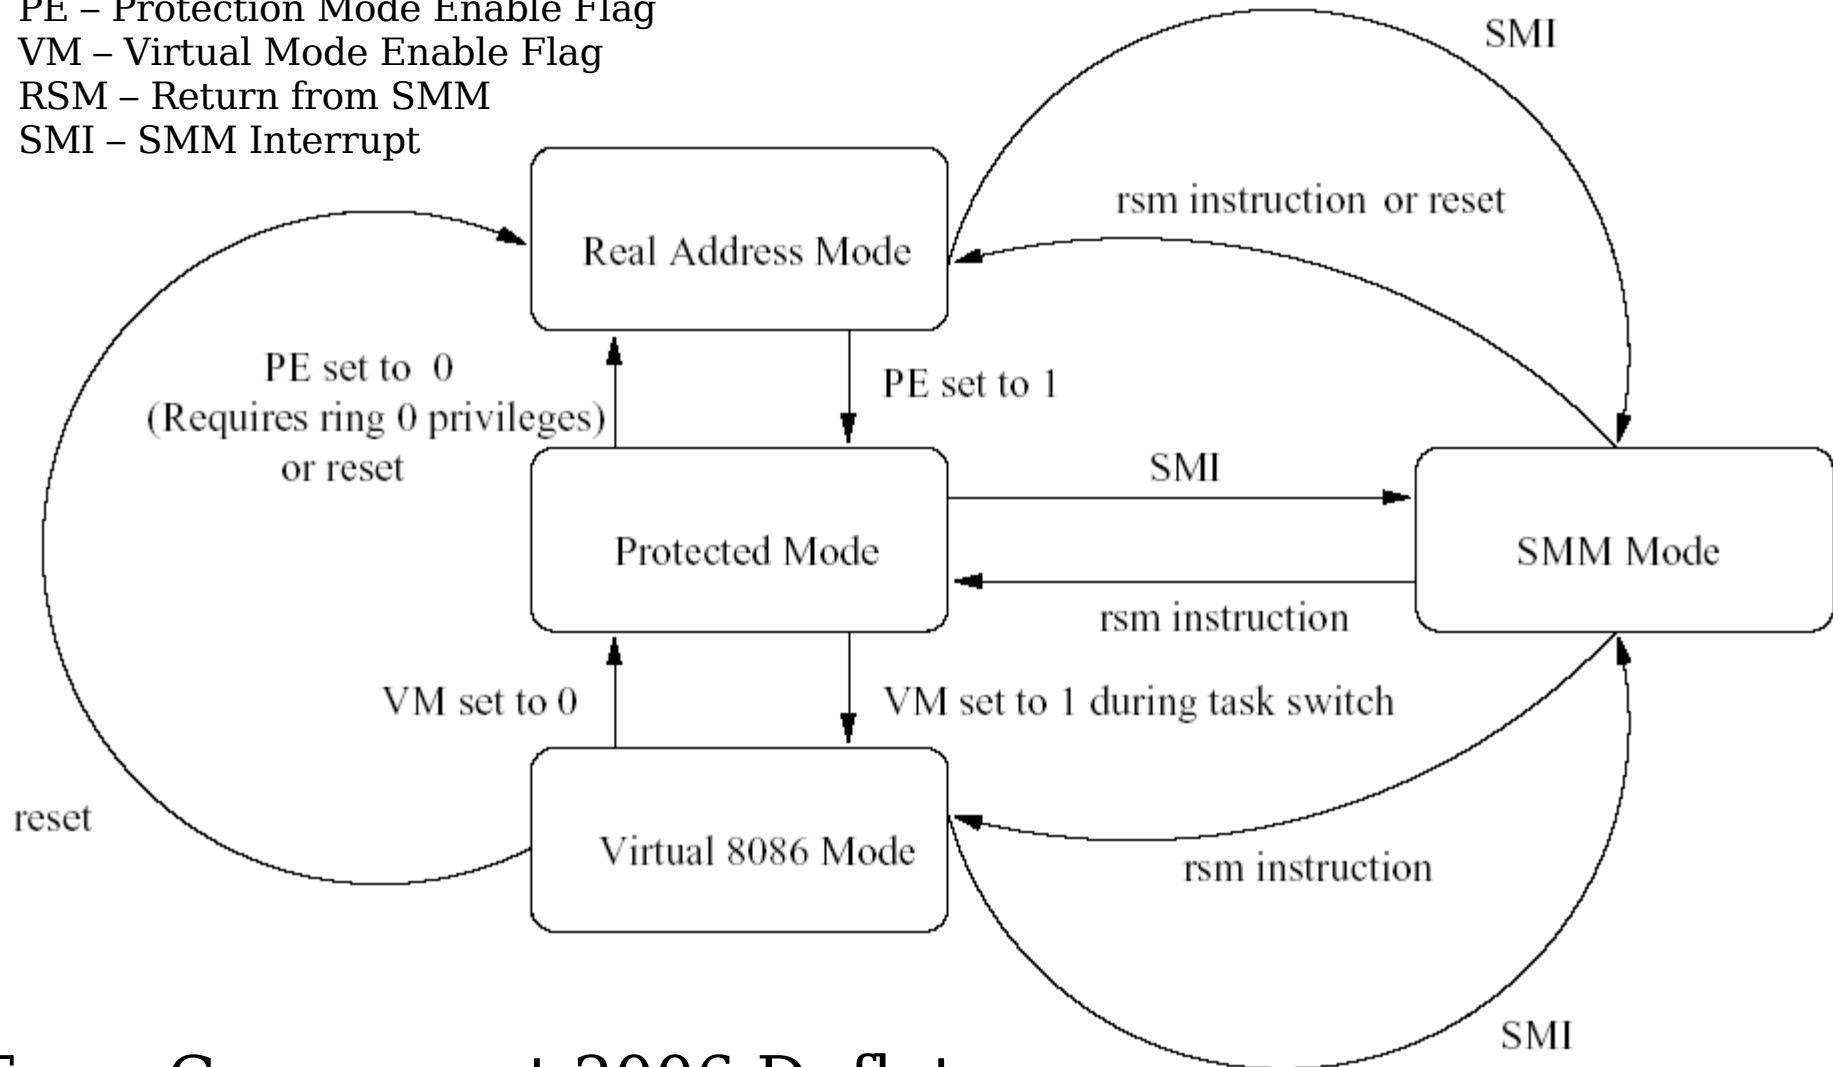 PE – Protection Mode Enable Flag
VM – Virtual Mode Enable Flag
RSM – Return from SMM
SMI – SMM Interrupt
SMI
rsm instruction or reset
Real Address Mode
PE set to 0
(Requires ring 0 privileges)
or reset
PE set to 1
SMI
Protected Mode
SMM Mode
rsm instruction
VM set to 0
VM set to 1 during task switch
reset
Virtual 8086 Mode
rsm instruction
SMI
2006